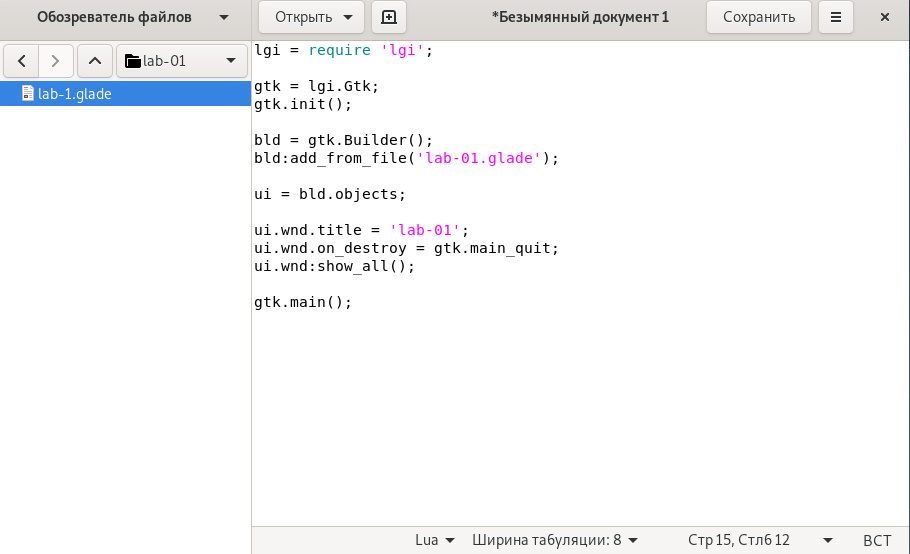 Обозреватель файлов
Открыть
*Безымянный документ 1
Сохранить
lab-01
lab-1.glade
lgi = require 'lgi';
gtk = lgi.Gtk;
gtk.init();
bld = gtk.Builder();
bld:add_from_file('lab-01.glade');
ui = bld.objects;
ui.wnd.title = 'lab-01';
ui.wnd.on_destroy = gtk.main_quit;
ui.wnd:show_all();
gtk.main();
Lua Ширина табуляции: 8 Стр 15, Стлб 12 ВСТ